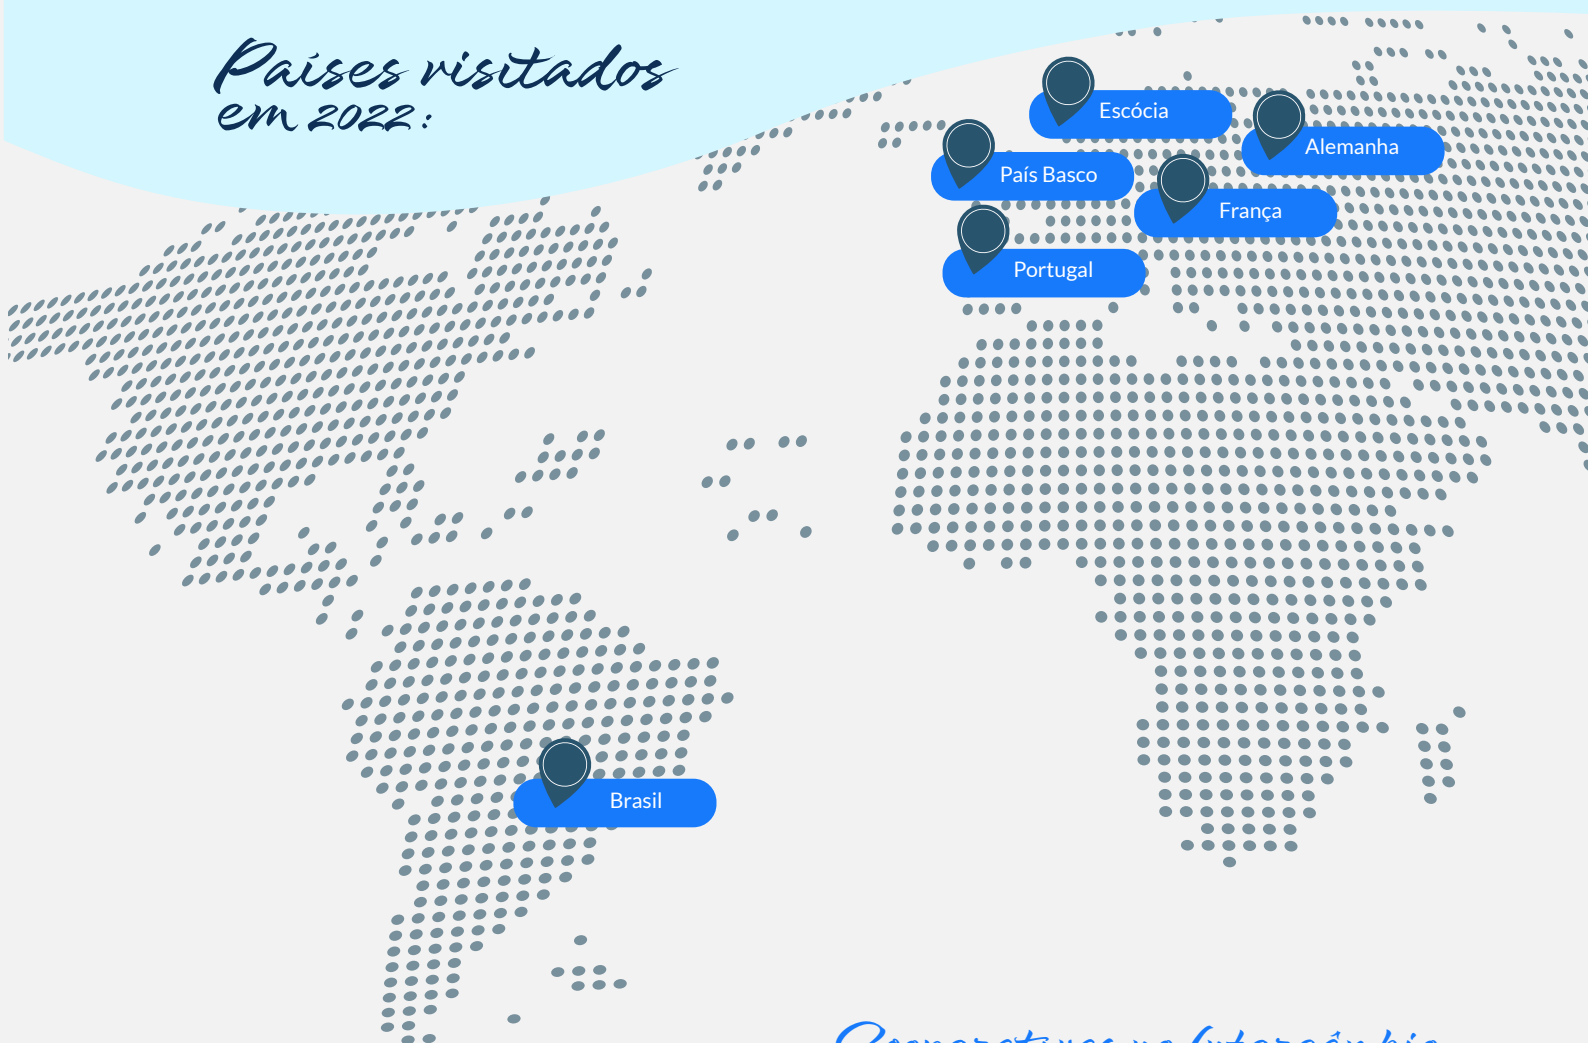 Países visitados
em 2022:
Escócia
Alemanha
País Basco
França
Portugal
Brasil